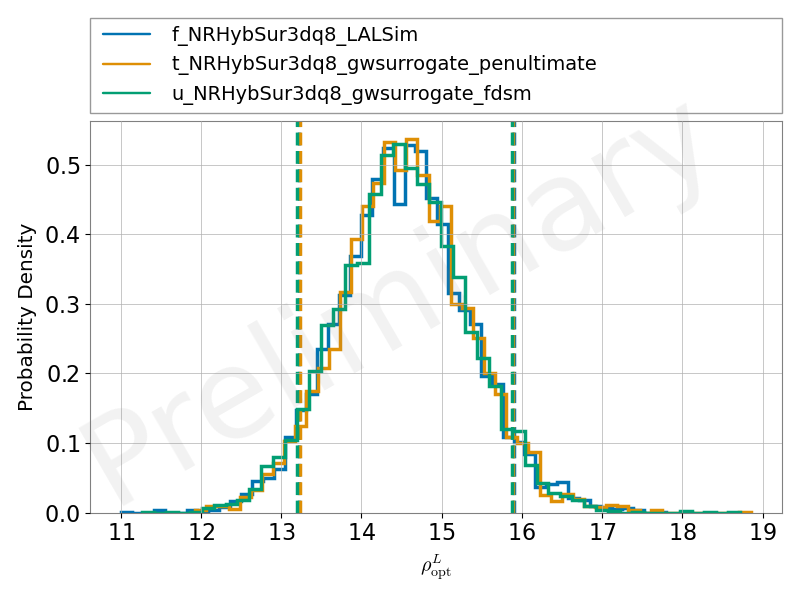 f_NRHybSur3dq8_LALSim
t_NRHybSur3dq8_gwsurrogate_penultimate
u_NRHybSur3dq8_gwsurrogate_fdsm
Preliminary
Probability Density
0.5
0.4
0.3
0.2
0.1
0.0
11 12 13 14 15 16 17 18 19
ρ^L_opt